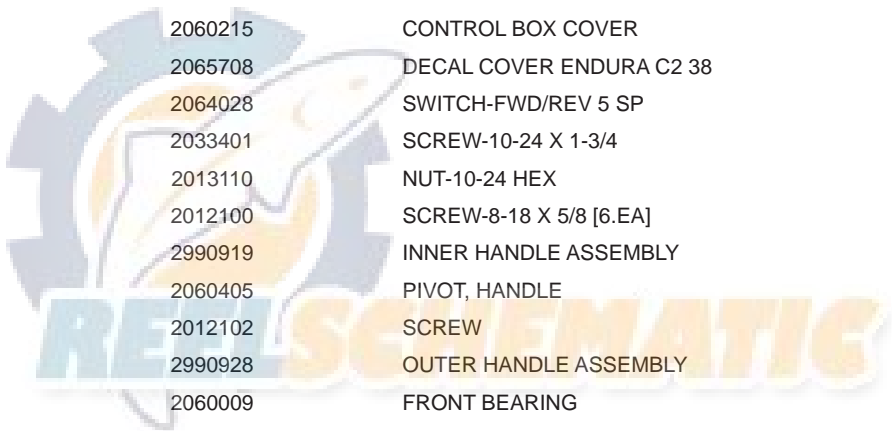 2060215 CONTROL BOX COVER
2065708 DECAL COVER ENDURA C2 38
2064028 SWITCH-FWD/REV 5 SP
2033401 SCREW-10-24 X 1-3/4
2013110 NUT-10-24 HEX
2012100 SCREW-8-18 X 5/8 [6.EA]
2990919 INNER HANDLE ASSEMBLY
2060405 PIVOT, HANDLE
2012102 SCREW
2990928 OUTER HANDLE ASSEMBLY
2060009 FRONT BEARING
REELSCHEMATIC